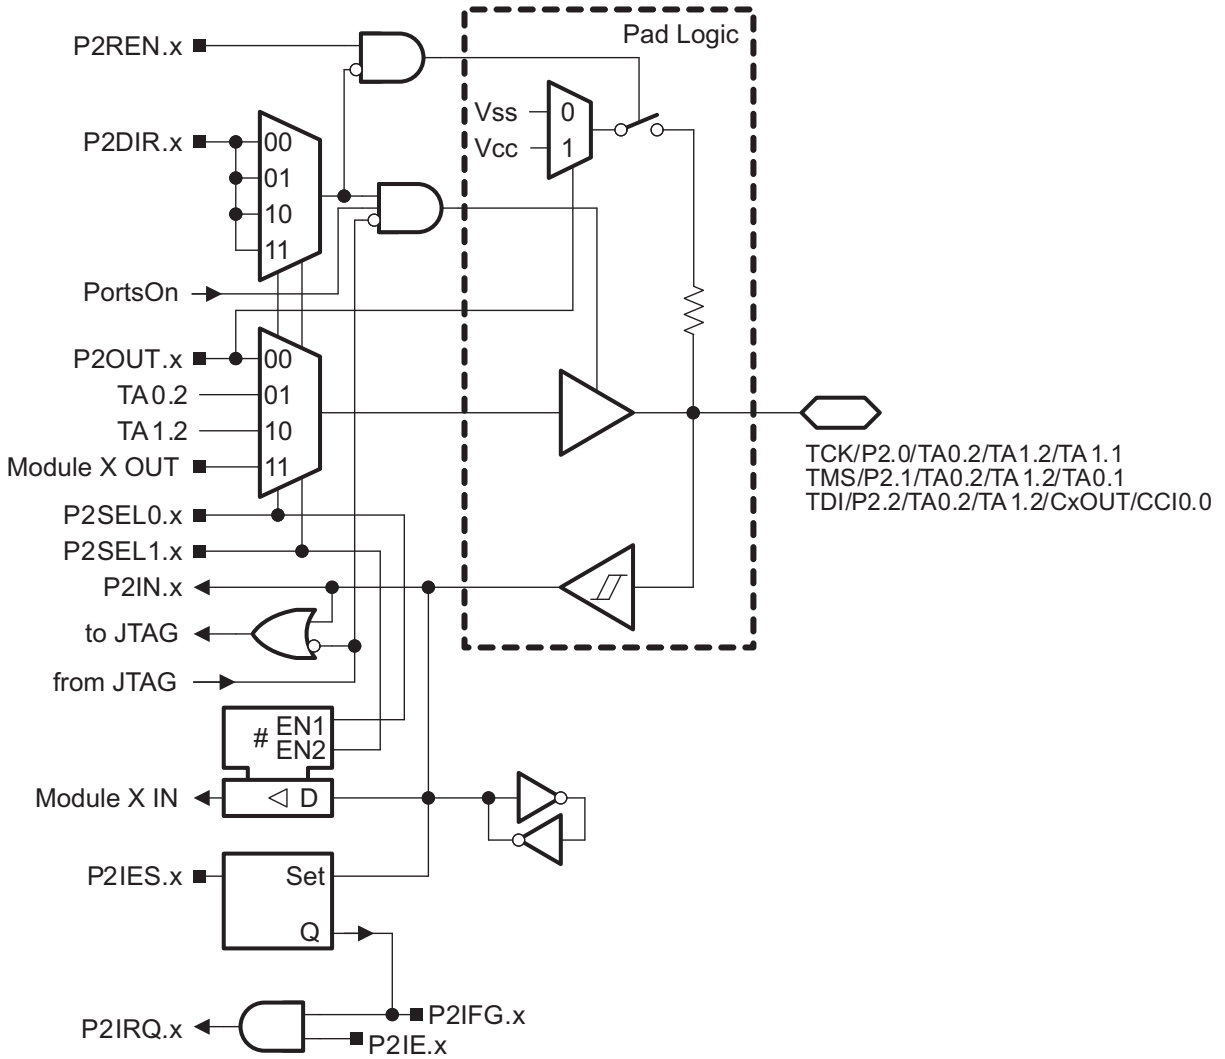 Pad Logic
P2REN.x
Vss 0
Vcc 1
P2DIR.x 00
01
10
11
PortsOn
P2OUT.x 00
TA0.2 01
TA1.2 10
Module X OUT 11
TCK/P2.0/TA0.2/TA1.2/TA1.1
TMS/P2.1/TA0.2/TA1.2/TA0.1
TDI/P2.2/TA0.2/TA1.2/CxOUT/CCI0.0
P2SEL0.x
P2SEL1.x
P2IN.x
to JTAG
from JTAG
# EN1
EN2
Module X IN D
P2IES.x Set
Q
P2IRQ.x
P2IFG.x
P2IE.x